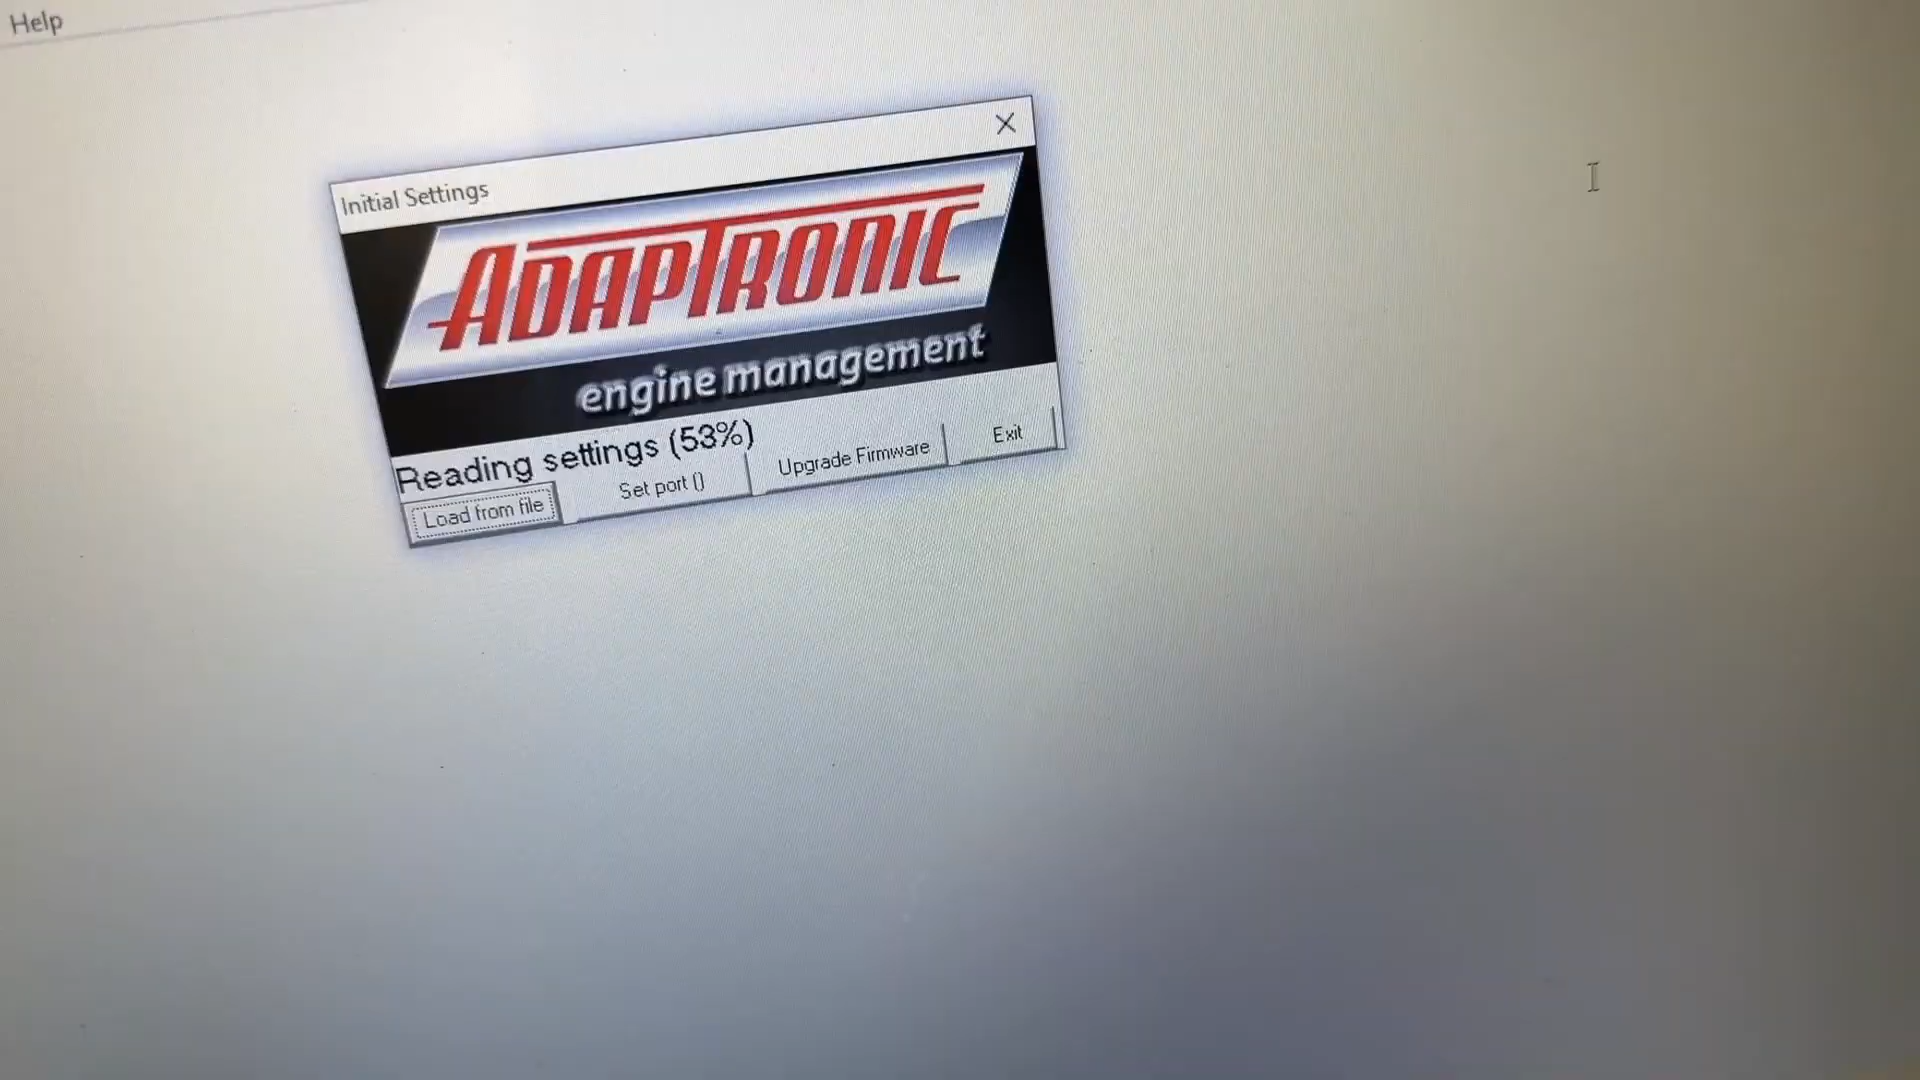 Help
Initial Settings
ADAPTRONIC
engine management
Reading settings (53%)
Load from file
Set port ()
Upgrade Firmware
Exit